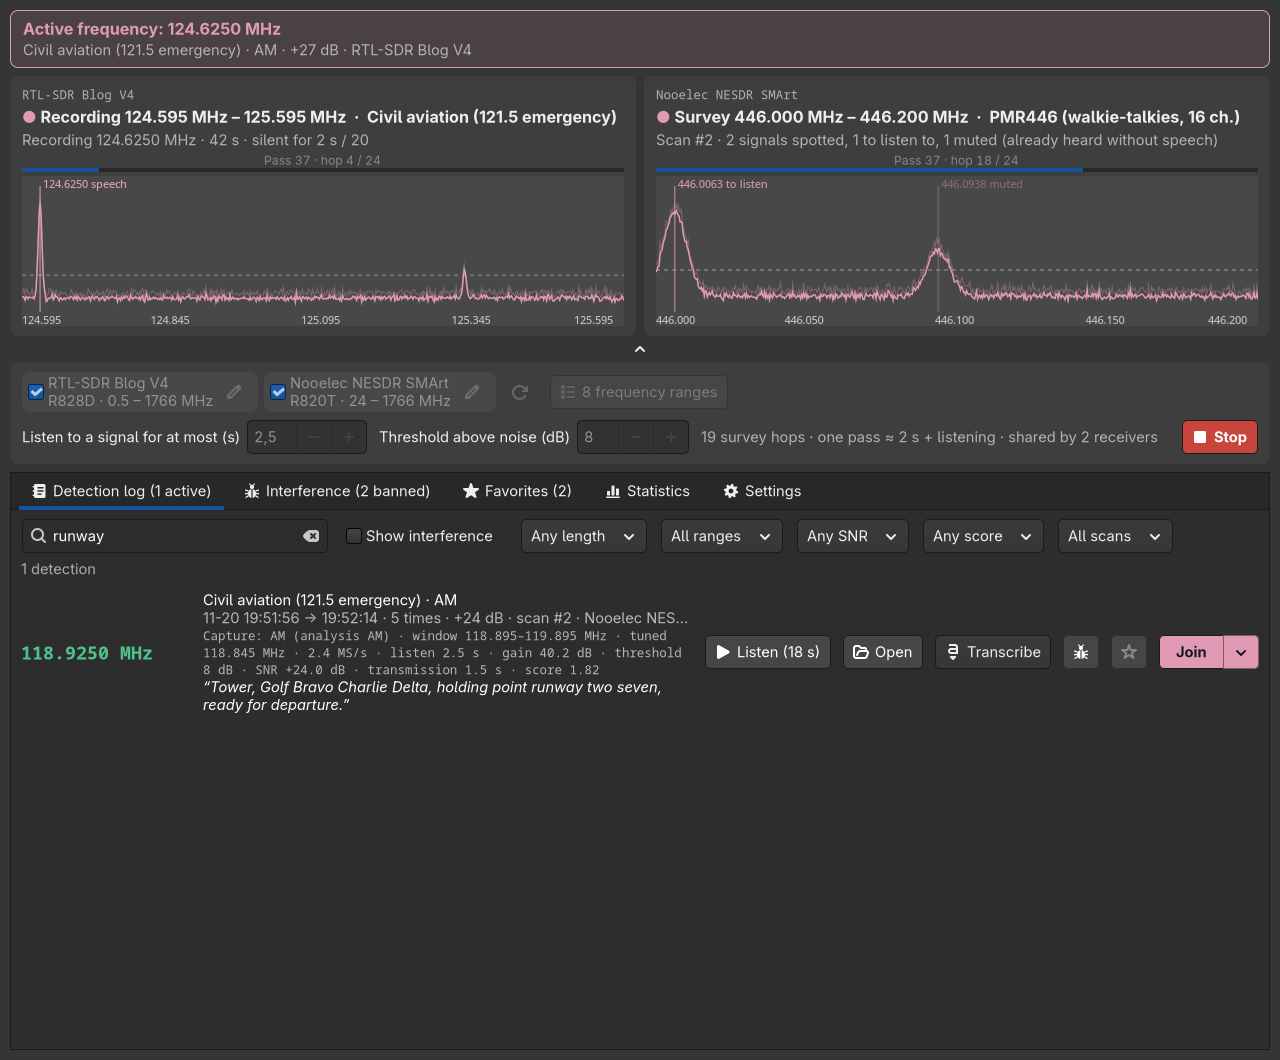 Active frequency: 124.6250 MHz
Civil aviation (121.5 emergency) · AM · +27 dB · RTL-SDR Blog V4
RTL-SDR Blog V4
Recording 124.595 MHz – 125.595 MHz · Civil aviation (121.5 emergency)
Recording 124.6250 MHz · 42 s · silent for 2 s / 20
Pass 37 · hop 4 / 24
124.6250 speech
124.595 124.845 125.095 125.345 125.595
Nooelec NESDR SMArt
Survey 446.000 MHz – 446.200 MHz · PMR446 (walkie-talkies, 16 ch.)
Scan #2 · 2 signals spotted, 1 to listen to, 1 muted (already heard without speech)
Pass 37 · hop 18 / 24
446.0063 to listen 446.0938 muted
446.000 446.050 446.100 446.150 446.200
RTL-SDR Blog V4
R828D · 0.5 – 1766 MHz
Nooelec NESDR SMArt
R820T · 24 – 1766 MHz
8 frequency ranges
Listen to a signal for at most (s) 2,5 − + Threshold above noise (dB) 8 − + 19 survey hops · one pass ≈ 2 s + listening · shared by 2 receivers Stop
Detection log (1 active) Interference (2 banned) Favorites (2) Statistics Settings
runway Show interference Any length All ranges Any SNR Any score All scans
1 detection
118.9250 MHz
Civil aviation (121.5 emergency) · AM
11-20 19:51:56 → 19:52:14 · 5 times · +24 dB · scan #2 · Nooelec NES…
Capture: AM (analysis AM) · window 118.895–119.895 MHz · tuned
118.845 MHz · 2.4 MS/s · listen 2.5 s · gain 40.2 dB · threshold
8 dB · SNR +24.0 dB · transmission 1.5 s · score 1.82
“Tower, Golf Bravo Charlie Delta, holding point runway two seven,
ready for departure.”
Listen (18 s) Open Transcribe Join